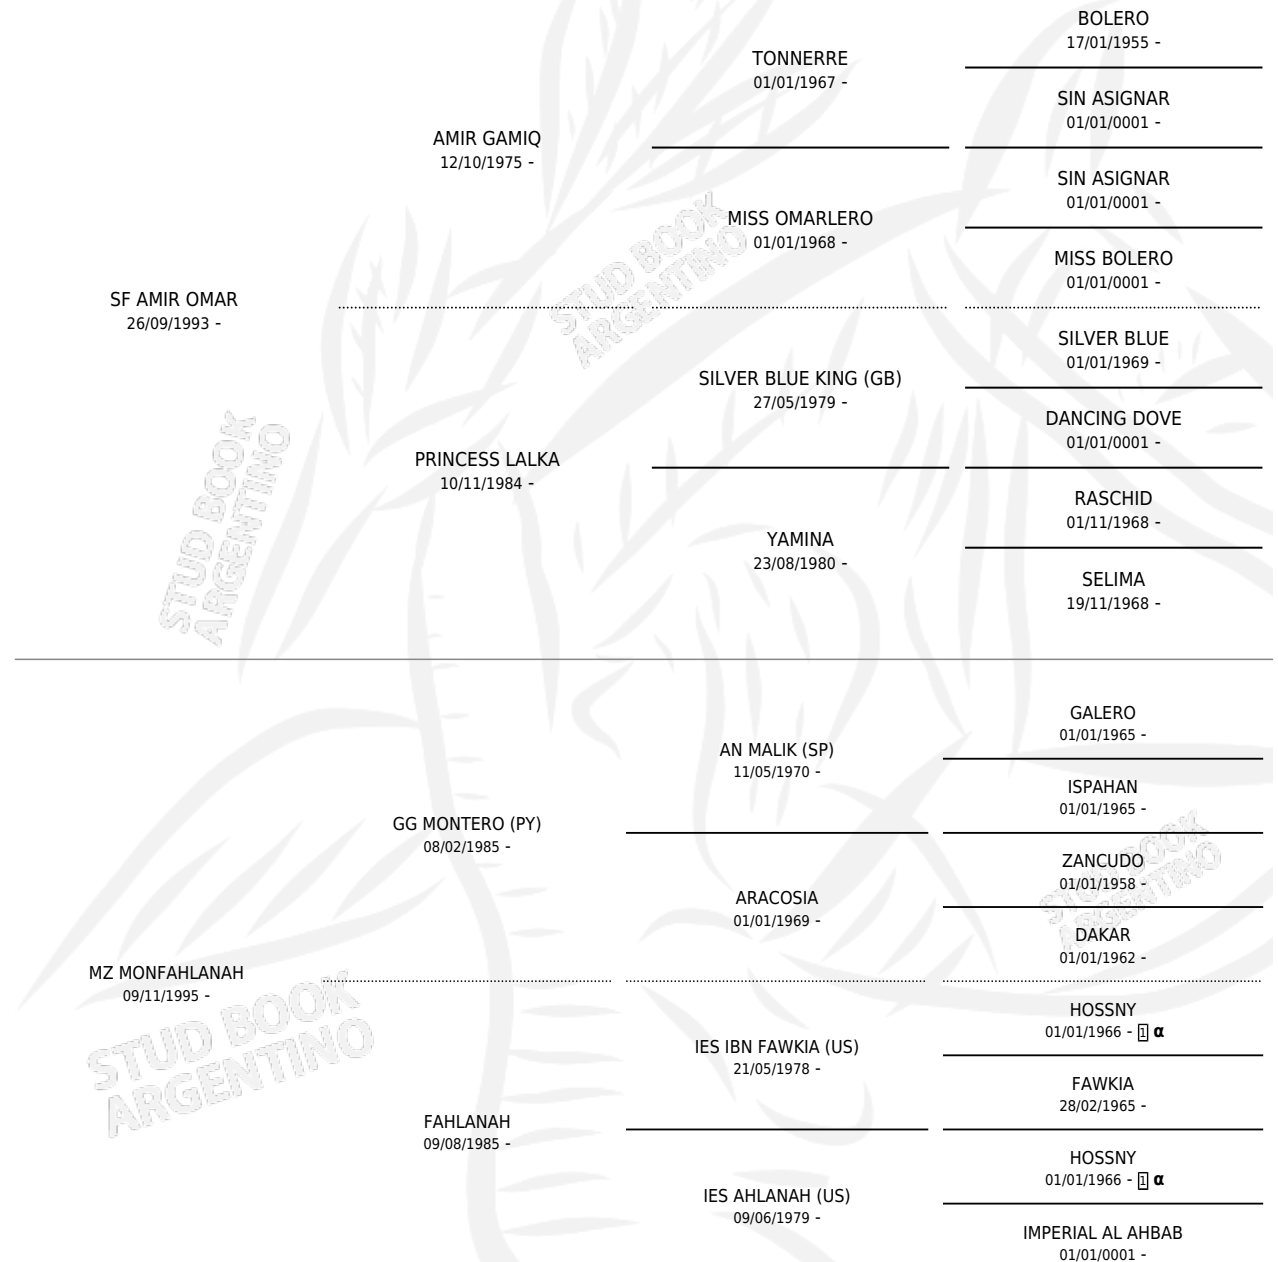 BOLERO
17/01/1955 -
TONNERRE
01/01/1967 -
SIN ASIGNAR
01/01/0001 -
AMIR GAMIQ
12/10/1975 -
SIN ASIGNAR
01/01/0001 -
MISS OMARLERO
01/01/1968 -
MISS BOLERO
01/01/0001 -
SF AMIR OMAR
26/09/1993 -
SILVER BLUE
01/01/1969 -
SILVER BLUE KING (GB)
27/05/1979 -
DANCING DOVE
01/01/0001 -
PRINCESS LALKA
10/11/1984 -
RASCHID
01/11/1968 -
YAMINA
23/08/1980 -
SELIMA
19/11/1968 -
STUD BOOK
ARGENTINO
STUD BOOK
ARGENTINO
GALERO
01/01/1965 -
AN MALIK (SP)
11/05/1970 -
ISPAHAN
01/01/1965 -
GG MONTERO (PY)
08/02/1985 -
ZANCUDO
01/01/1958 -
ARACOSIA
01/01/1969 -
DAKAR
01/01/1962 -
MZ MONFAHLANAH
09/11/1995 -
HOSSNY
01/01/1966 - 1 α
IES IBN FAWKIA (US)
21/05/1978 -
FAWKIA
28/02/1965 -
FAHLANAH
09/08/1985 -
HOSSNY
01/01/1966 - 1 α
IES AHLANAH (US)
09/06/1979 -
IMPERIAL AL AHBAB
01/01/0001 -
STUD BOOK
ARGENTINO
STUD BOOK
ARGENTINO